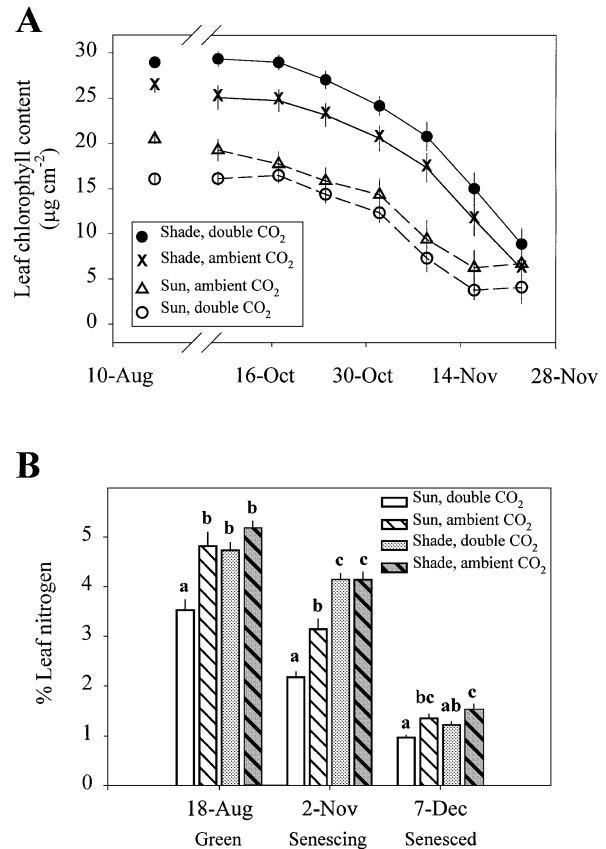 A
Leaf chlorophyll content
(µg cm-2)
30
25
20
15
10
5
0
Shade, double CO2
Shade, ambient CO2
Sun, ambient CO2
Sun, double CO2
10-Aug 16-Oct 30-Oct 14-Nov 28-Nov
B
% Leaf nitrogen
5
4
3
2
1
0
Sun, double CO2
Sun, ambient CO2
Shade, double CO2
Shade, ambient CO2
a b b b
a b c c
a bc ab c
18-Aug 2-Nov 7-Dec
Green Senescing Senesced